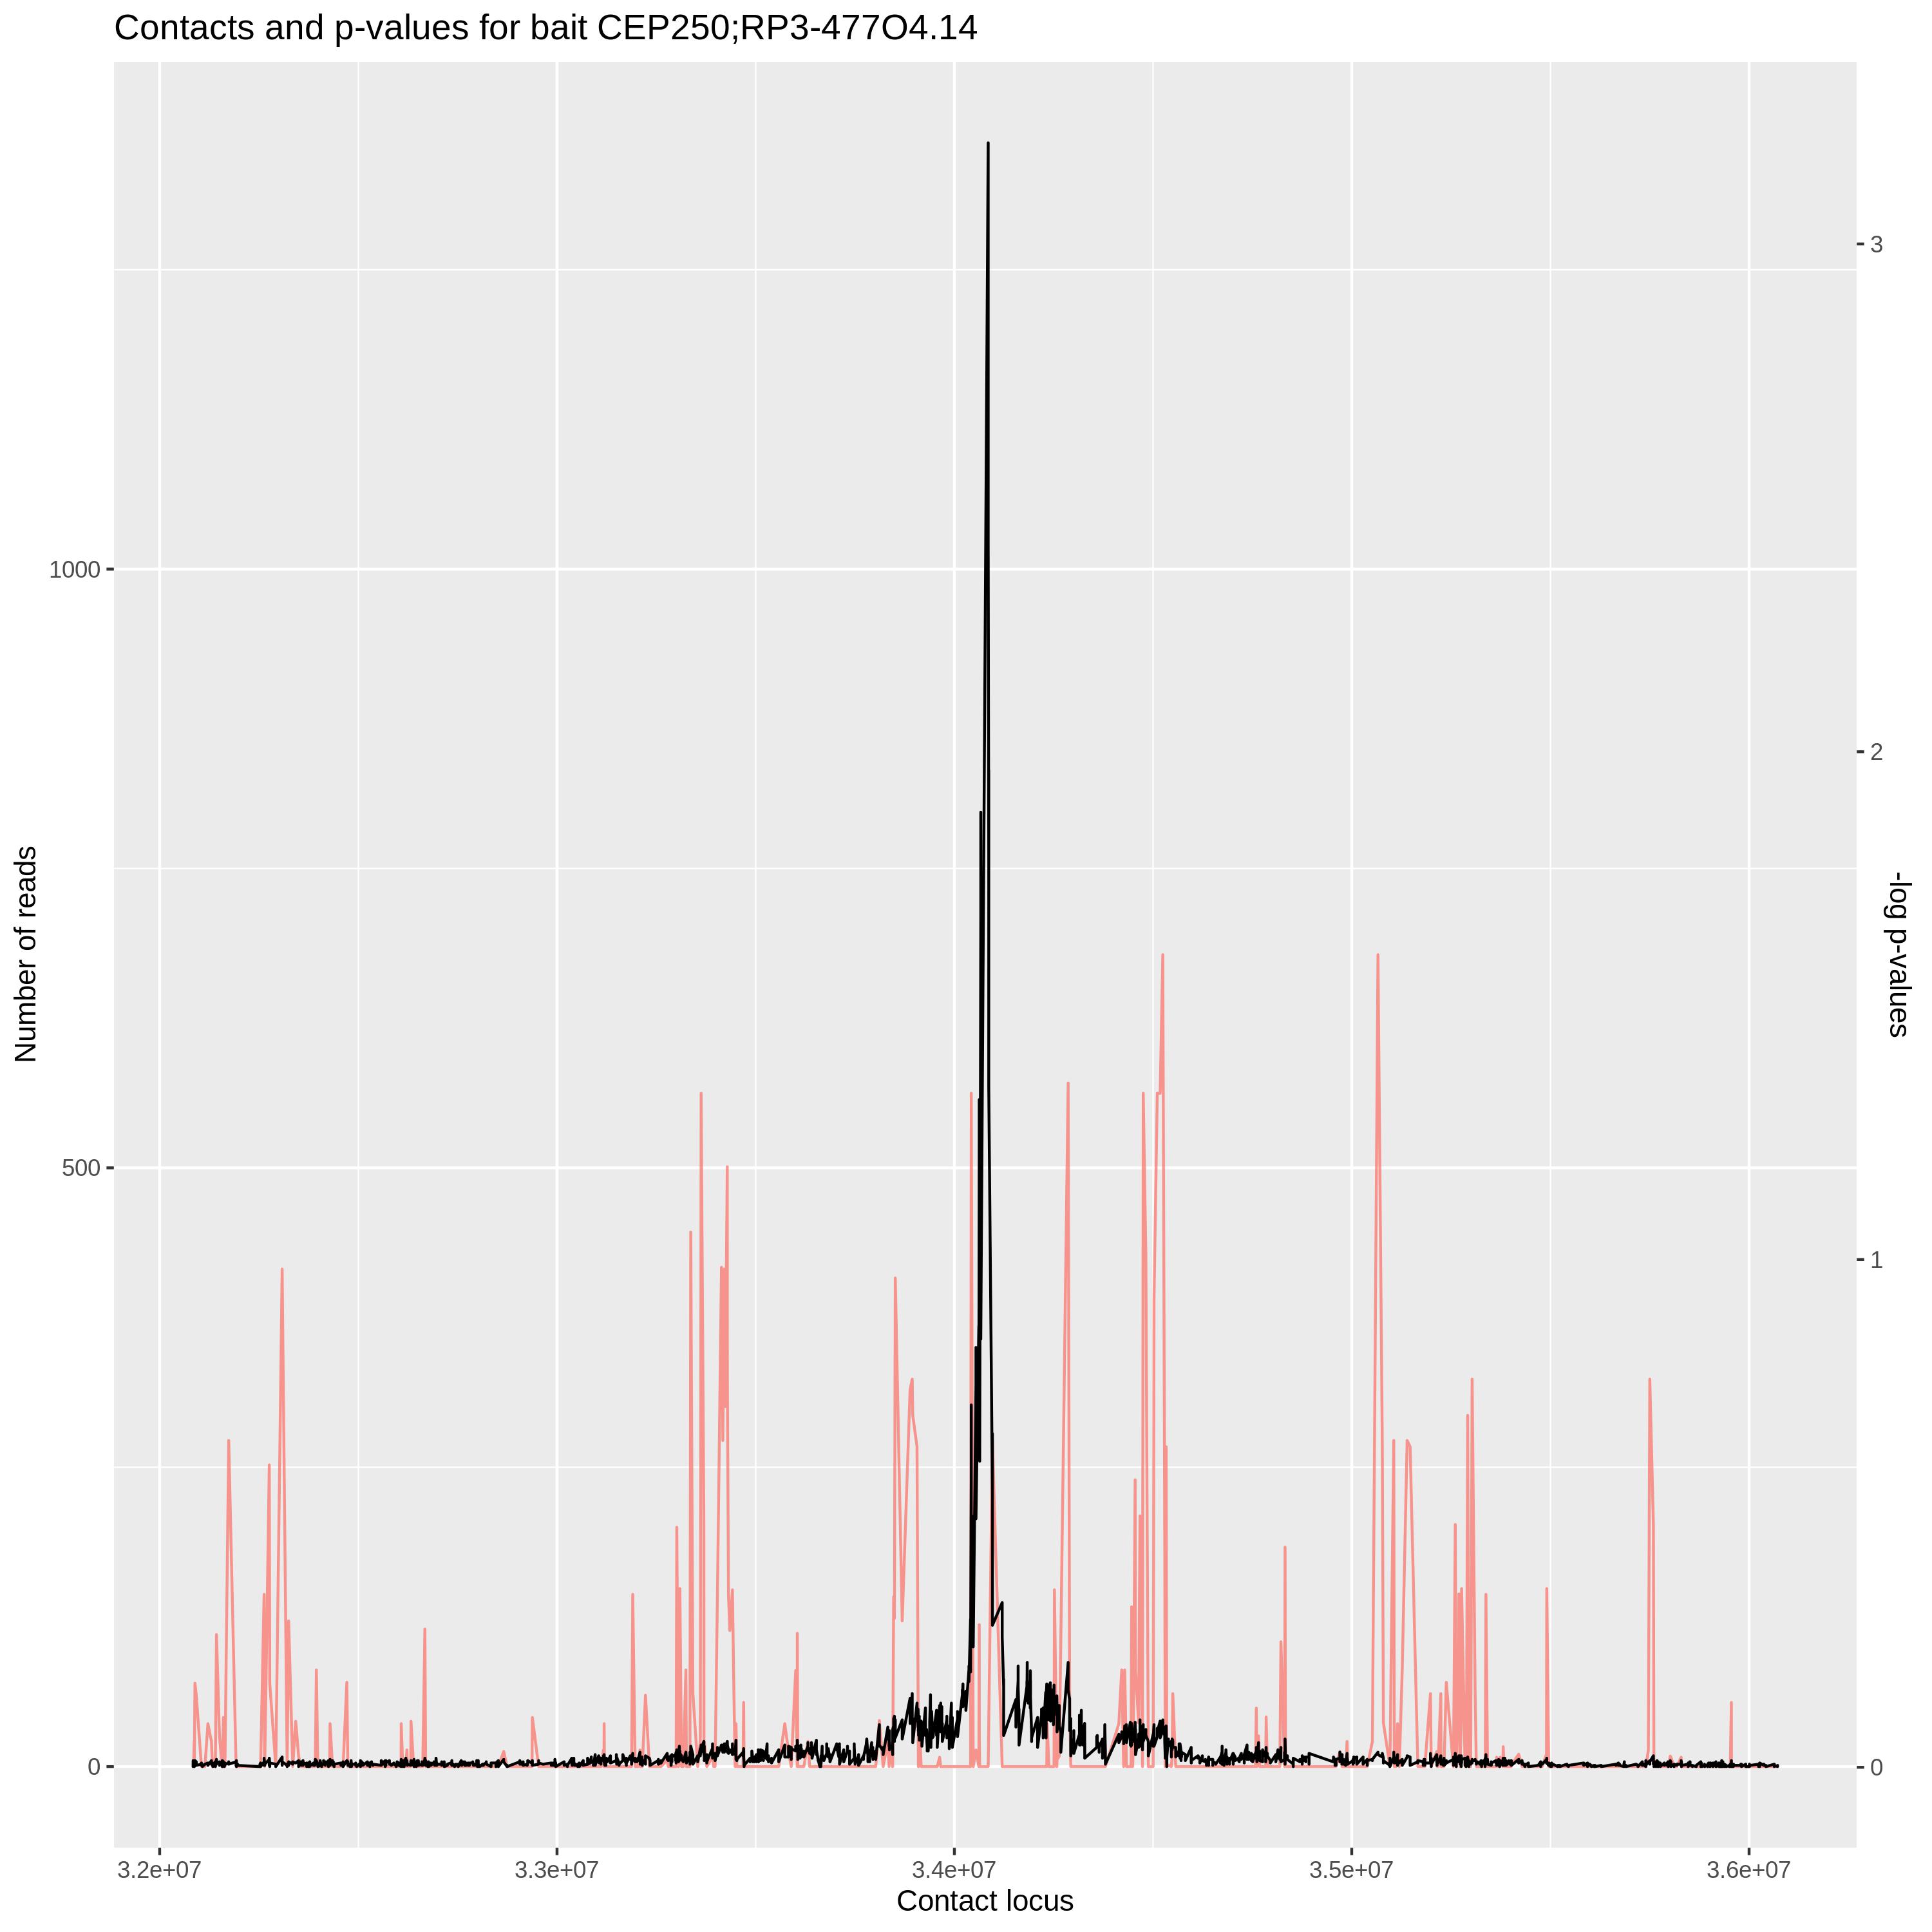 Contacts and p-values for bait CEP250;RP3-477O4.14
Number of reads
1000
500
0
3
2
1
0
-log p-values
3.2e+07 3.3e+07 3.4e+07 3.5e+07 3.6e+07
Contact locus